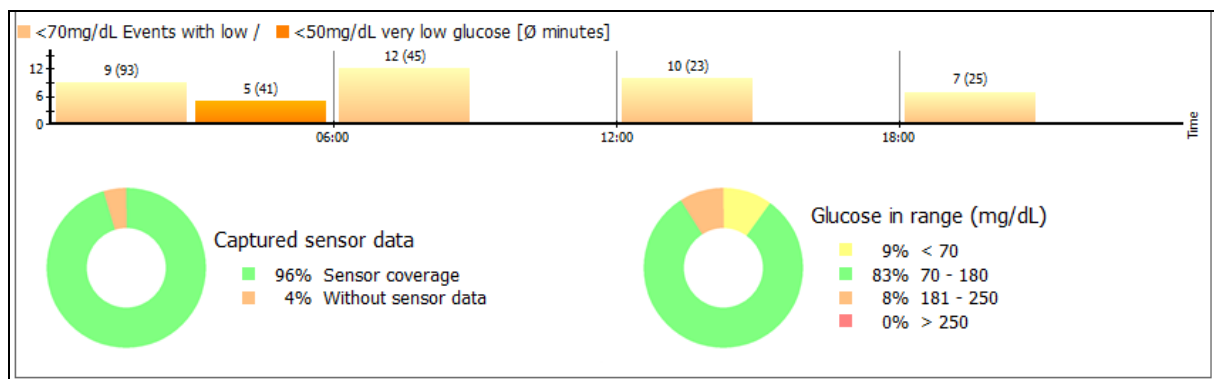 <70mg/dL Events with low / <50mg/dL very low glucose [Ø minutes]
12
6
0
9 (93)
5 (41)
12 (45)
10 (23)
7 (25)
06:00
12:00
18:00
Time
Captured sensor data
96% Sensor coverage
4% Without sensor data
Glucose in range (mg/dL)
9% < 70
83% 70 - 180
8% 181 - 250
0% > 250